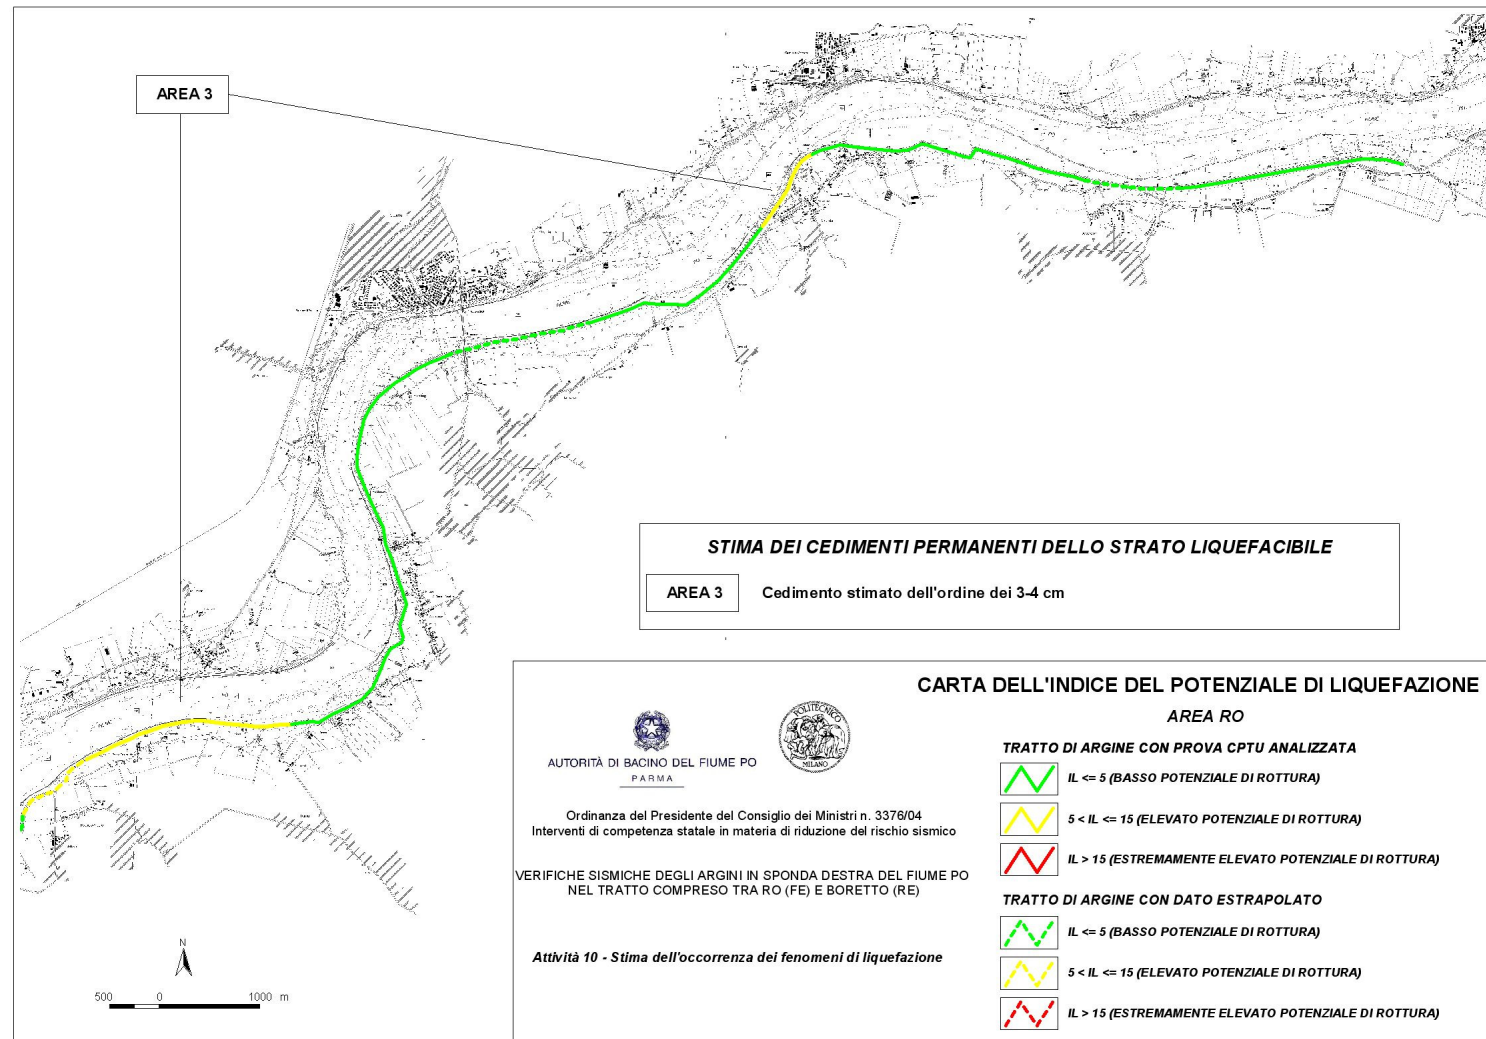 AREA 3
STIMA DEI CEDIMENTI PERMANENTI DELLO STRATO LIQUEFACIBILE
AREA 3
Cedimento stimato dell'ordine dei 3-4 cm
CARTA DELL'INDICE DEL POTENZIALE DI LIQUEFAZIONE
AREA RO
TRATTO DI ARGINE CON PROVA CPTU ANALIZZATA
IL <= 5 (BASSO POTENZIALE DI ROTTURA)
5 < IL <= 15 (ELEVATO POTENZIALE DI ROTTURA)
IL > 15 (ESTREMAMENTE ELEVATO POTENZIALE DI ROTTURA)
TRATTO DI ARGINE CON DATO ESTRAPOLATO
IL <= 5 (BASSO POTENZIALE DI ROTTURA)
5 < IL <= 15 (ELEVATO POTENZIALE DI ROTTURA)
IL > 15 (ESTREMAMENTE ELEVATO POTENZIALE DI ROTTURA)
POLITECNICO
MILANO
AUTORITÀ DI BACINO DEL FIUME PO
PARMA
Ordinanza del Presidente del Consiglio dei Ministri n. 3376/04
Interventi di competenza statale in materia di riduzione del rischio sismico
VERIFICHE SISMICHE DEGLI ARGINI IN SPONDA DESTRA DEL FIUME PO
NEL TRATTO COMPRESO TRA RO (FE) E BORETTO (RE)
Attività 10 - Stima dell'occorrenza dei fenomeni di liquefazione
N
500 0 1000 m